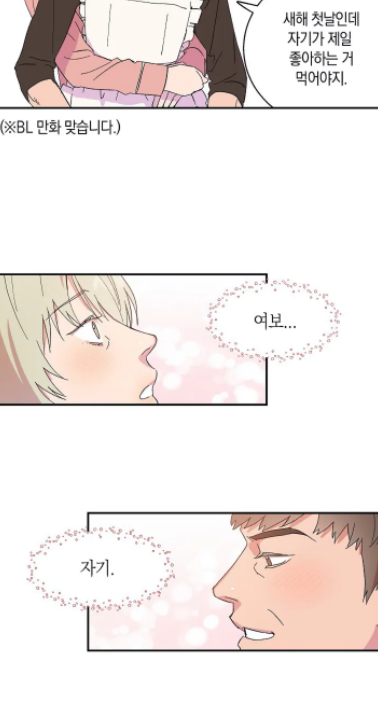 새해 첫날인데
자기가 제일
좋아하는 거
먹어야지.
(※BL 만화 맞습니다.)
여보...
자기.